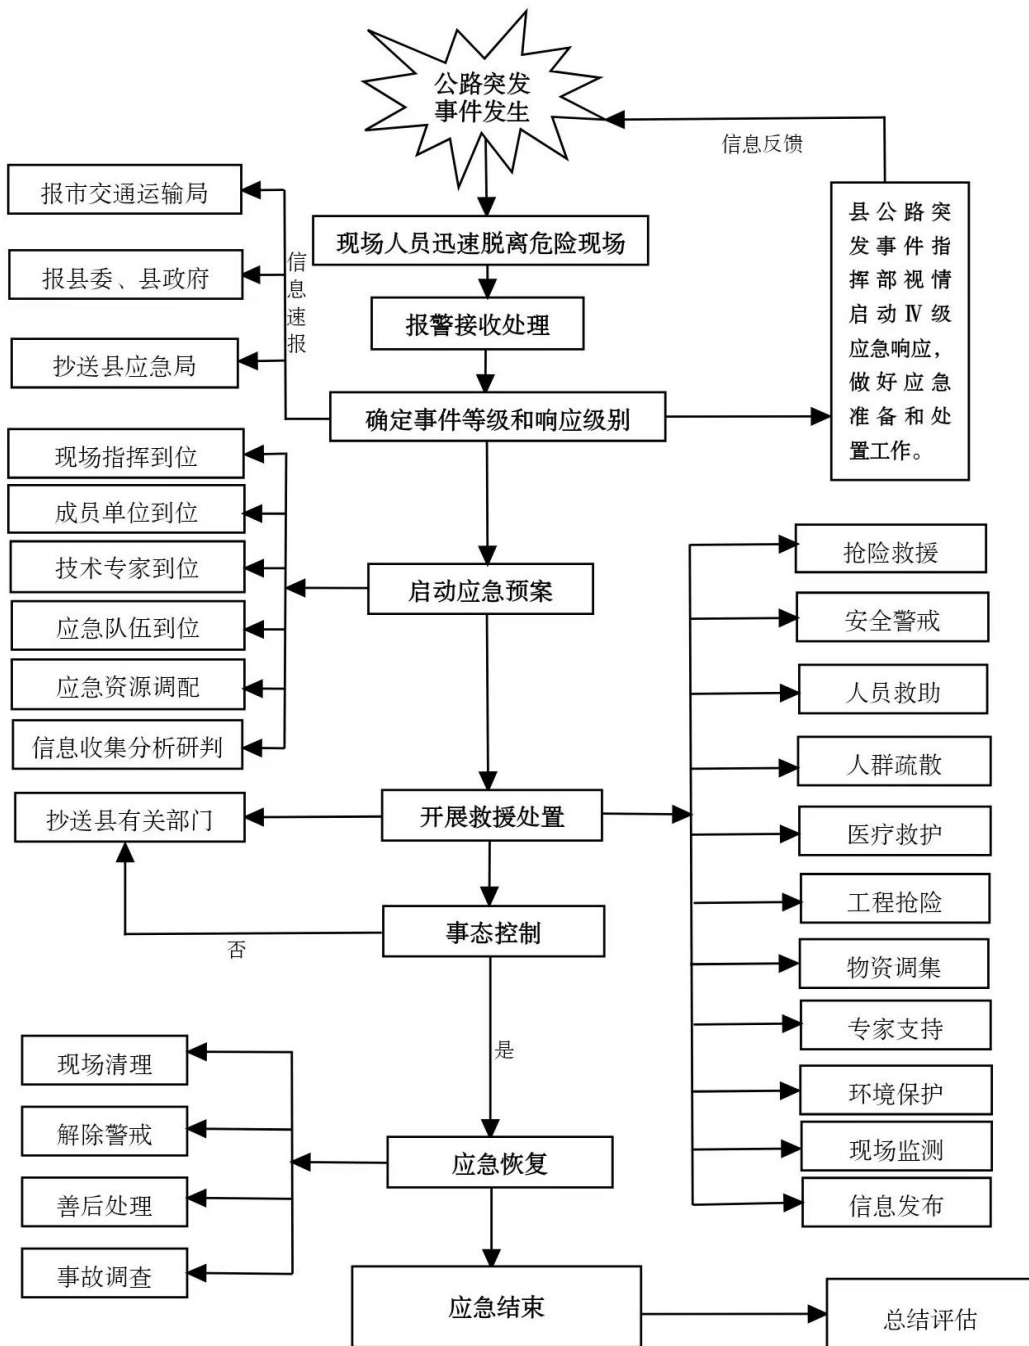 公路突发
事件发生
信息反馈
报市交通运输局
现场人员迅速脱离危险现场
县公路突
发事件指
挥部视情
启动Ⅳ级
应急响应，
做好应急
准备和处
置工作。
报县委、县政府
信息速报
报警接收处理
抄送县应急局
确定事件等级和响应级别
现场指挥到位
成员单位到位
技术专家到位
应急队伍到位
应急资源调配
信息收集分析研判
启动应急预案
抢险救援
安全警戒
人员救助
人群疏散
医疗救护
工程抢险
物资调集
专家支持
环境保护
现场监测
信息发布
抄送县有关部门
开展救援处置
事态控制
否
是
现场清理
解除警戒
善后处理
事故调查
应急恢复
应急结束
总结评估